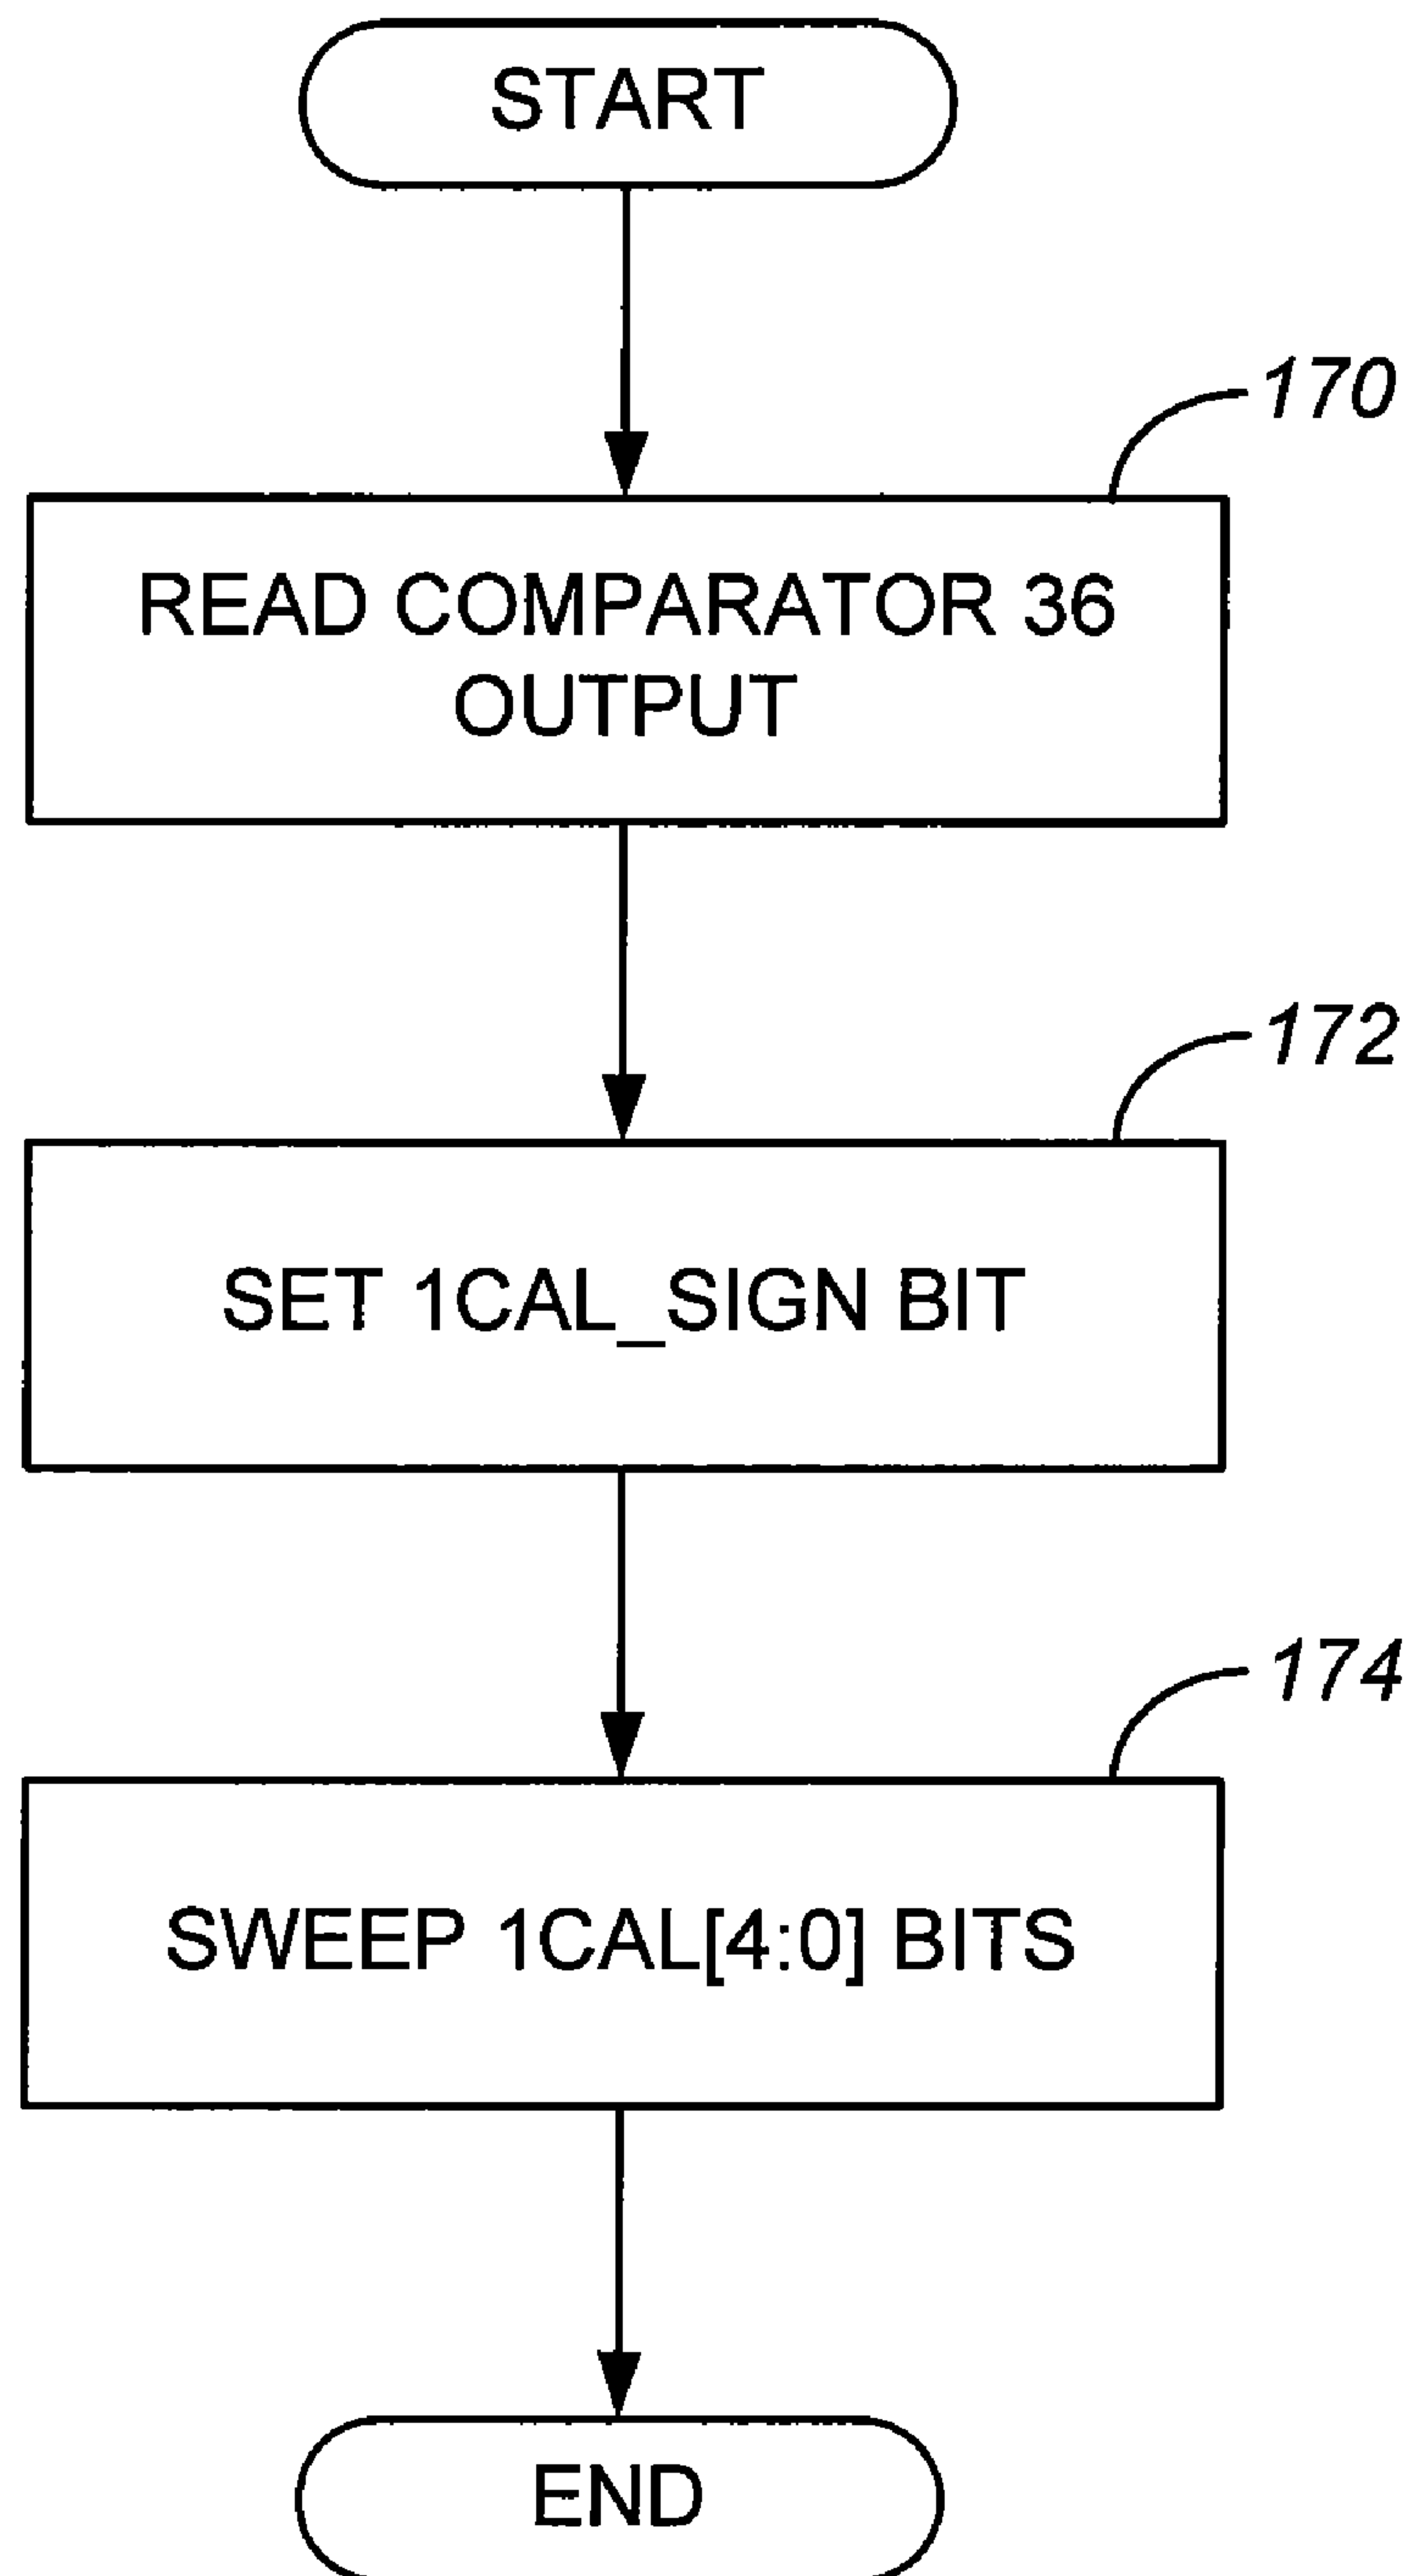 START
170
READ COMPARATOR 36
OUTPUT
172
SET 1CAL_SIGN BIT
174
SWEEP 1CAL[4:0] BITS
END